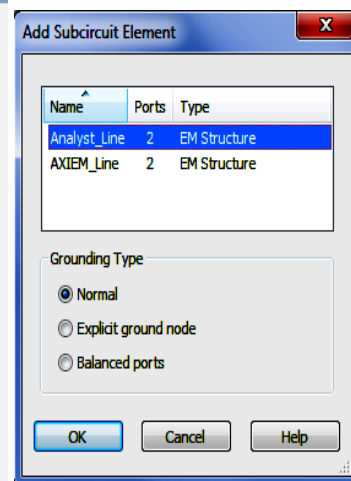 Add Subcircuit Element
X
Name Ports Type
Analyst_Line 2 EM Structure
AXIEM_Line 2 EM Structure
Grounding Type
Normal
Explicit ground node
Balanced ports
OK Cancel Help